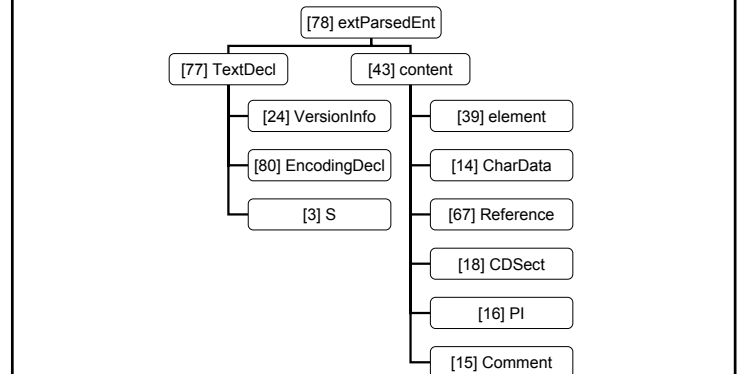 [78] extParsedEnt
[77] TextDecl
[43] content
[24] VersionInfo
[39] element
[80] EncodingDecl
[14] CharData
[3] S
[67] Reference
[18] CDSect
[16] PI
[15] Comment